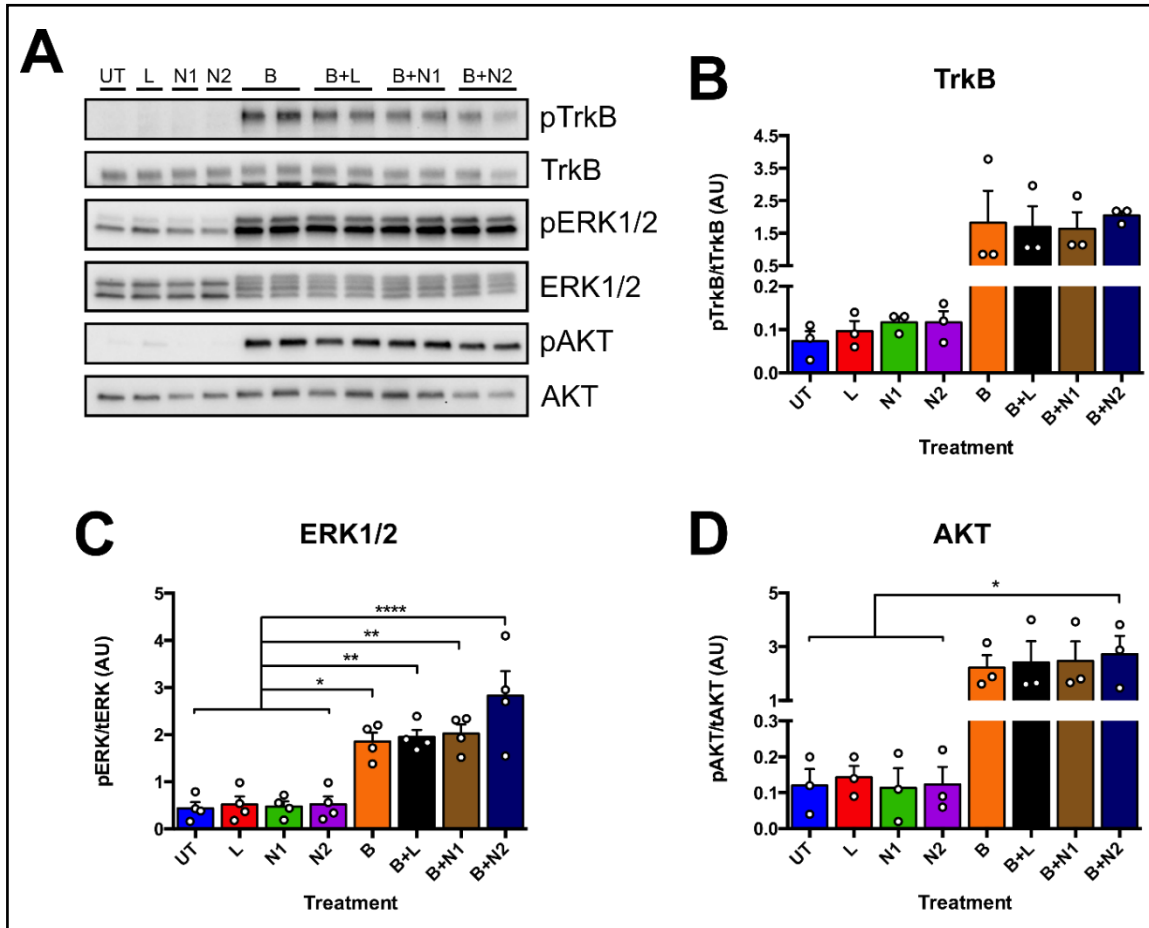 A
UT L N1 N2 B B+L B+N1 B+N2
pTrkB
TrkB
pERK1/2
ERK1/2
pAKT
AKT
B
TrkB
pTrkB/tTrkB (AU)
4.5
3.5
2.5
1.5
0.5
0.2
0.1
0.0
UT L N1 N2 B B+L B+N1 B+N2
Treatment
C
ERK1/2
pERK/tERK (AU)
5
4
3
2
1
0
****
**
**
*
UT L N1 N2 B B+L B+N1 B+N2
Treatment
D
AKT
pAKT/tAKT (AU)
5
3
1
0.3
0.2
0.1
0.0
*
UT L N1 N2 B B+L B+N1 B+N2
Treatment